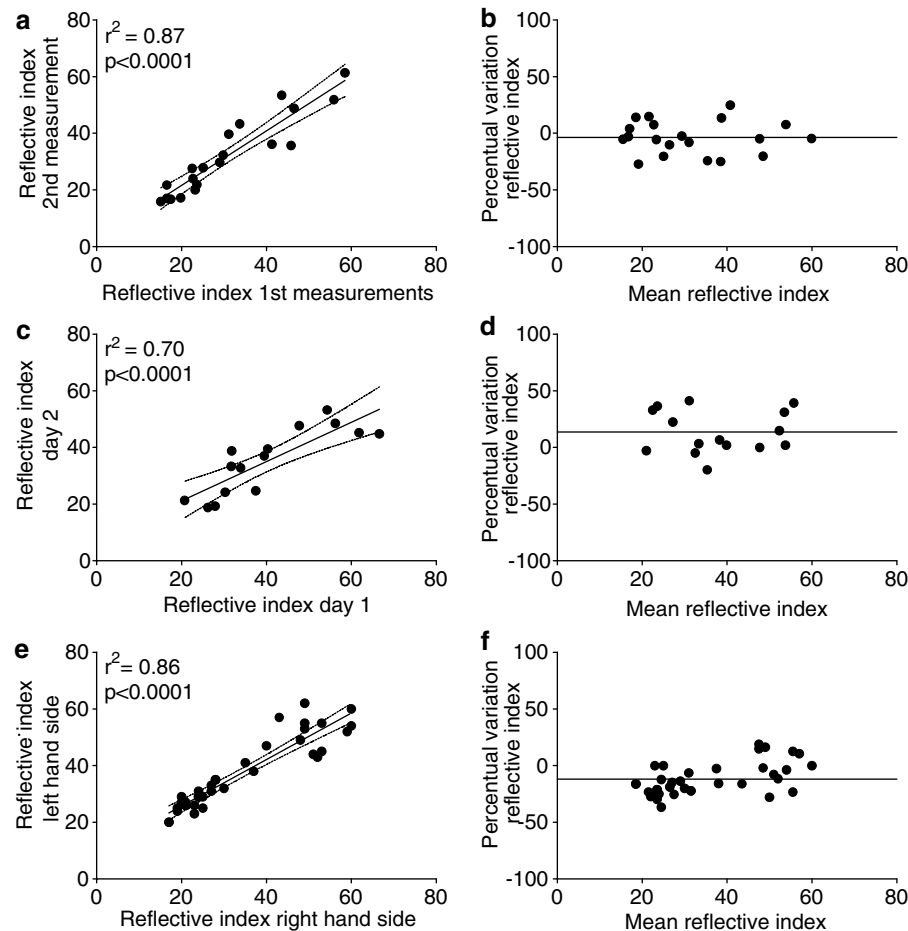 a
r² = 0.87
p<0.0001
Reflective index
2nd measurement
80
60
40
20
0
0 20 40 60 80
Reflective index 1st measurements
b
Percentual variation
reflective index
100
50
0
-50
-100
0 20 40 60 80
Mean reflective index
c
r² = 0.70
p<0.0001
Reflective index
day 2
80
60
40
20
0
0 20 40 60 80
Reflective index day 1
d
Percentual variation
reflective index
100
50
0
-50
-100
0 20 40 60 80
Mean reflective index
e
r² = 0.86
p<0.0001
Reflective index
left hand side
80
60
40
20
0
0 20 40 60 80
Reflective index right hand side
f
Percentual variation
reflective index
100
50
0
-50
-100
0 20 40 60 80
Mean reflective index